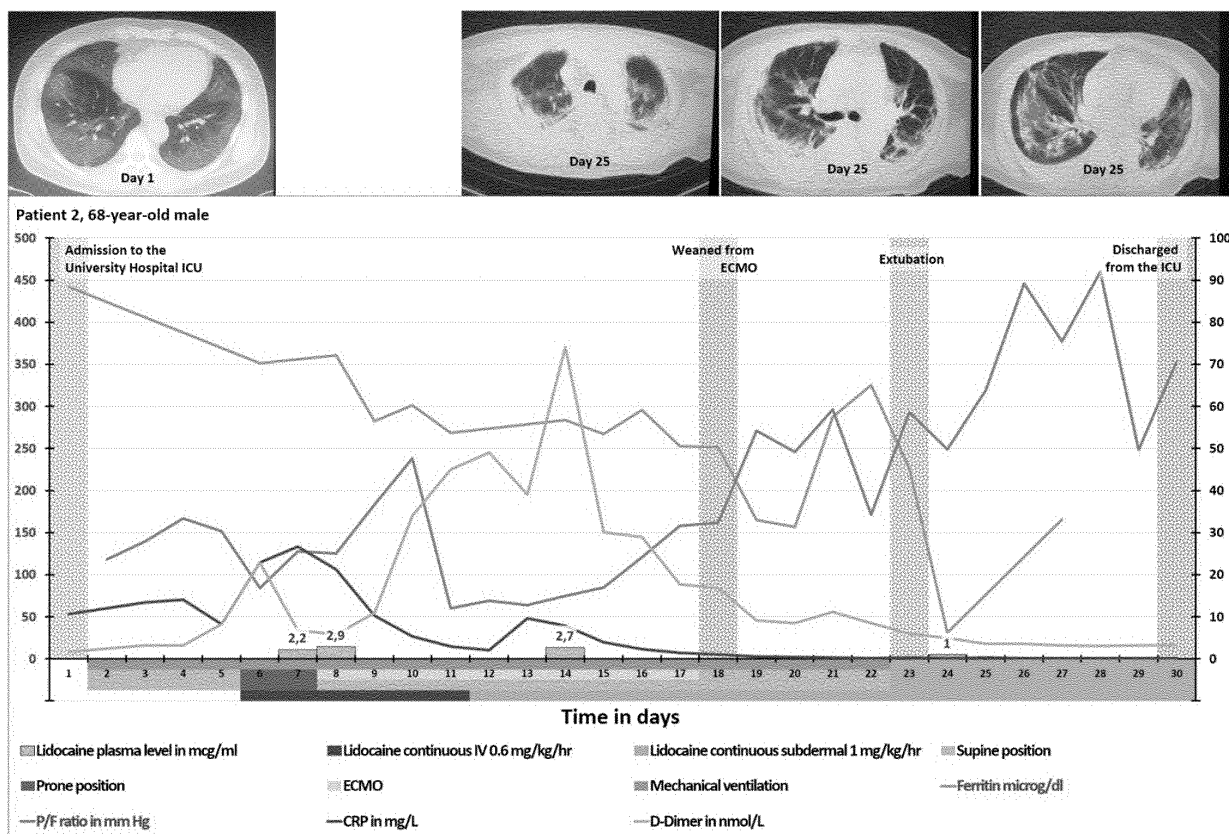 Day 1
Day 25
Day 25
Day 25
Patient 2, 68-year-old male
500
450
400
350
300
250
200
150
100
50
0
Admission to the
University Hospital ICU
Weaned from
ECMO
Extubation
Discharged
from the ICU
100
90
80
70
60
50
40
30
20
10
0
2,2
2,9
2,7
1
1 2 3 4 5 6 7 8 9 10 11 12 13 14 15 16 17 18 19 20 21 22 23 24 25 26 27 28 29 30
Time in days
Lidocaine plasma level in mcg/ml Lidocaine continuous IV 0.6 mg/kg/hr Lidocaine continuous subdermal 1 mg/kg/hr Supine position
Prone position ECMO Mechanical ventilation Ferritin microg/dl
P/F ratio in mm Hg CRP in mg/L D-Dimer in nmol/L